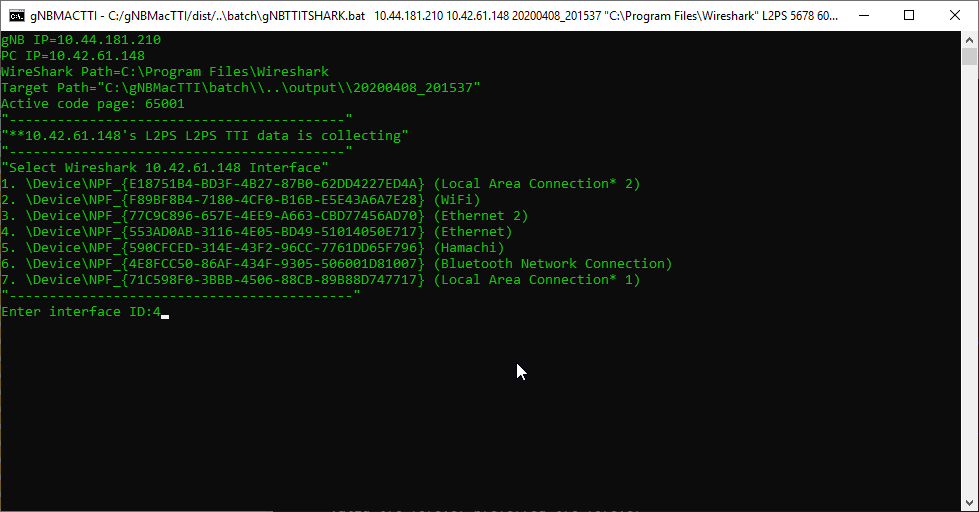 gNBMACTTI - C:/gNBMacTTI/dist/..\batch\gNBTTITSHARK.bat 10.44.181.210 10.42.61.148 20200408_201537 "C:\Program Files\Wireshark" L2PS 5678 60...
gNB IP=10.44.181.210
PC IP=10.42.61.148
WireShark Path=C:\Program Files\Wireshark
Target Path="C:\gNBMacTTI\batch\\..\output\\20200408_201537"
Active code page: 65001
"------------------------------------------"
"**10.42.61.148's L2PS L2PS TTI data is collecting"
"------------------------------------------"
"Select Wireshark 10.42.61.148 Interface"
1. \Device\NPF_{E18751B4-BD3F-4B27-87B0-62DD4227ED4A} (Local Area Connection* 2)
2. \Device\NPF_{F89BF8B4-7180-4CF0-B16B-E5E43A6A7E28} (WiFi)
3. \Device\NPF_{77C9C896-657E-4EE9-A663-CBD77456AD70} (Ethernet 2)
4. \Device\NPF_{553AD0AB-3116-4E05-BD49-51014050E717} (Ethernet)
5. \Device\NPF_{590CFCED-314E-43F2-96CC-7761DD65F796} (Hamachi)
6. \Device\NPF_{4E8FCC50-86AF-434F-9305-506001D81007} (Bluetooth Network Connection)
7. \Device\NPF_{71C598F0-3BBB-4506-88CB-89B88D747717} (Local Area Connection* 1)
"-------------------------------------------"
Enter interface ID:4